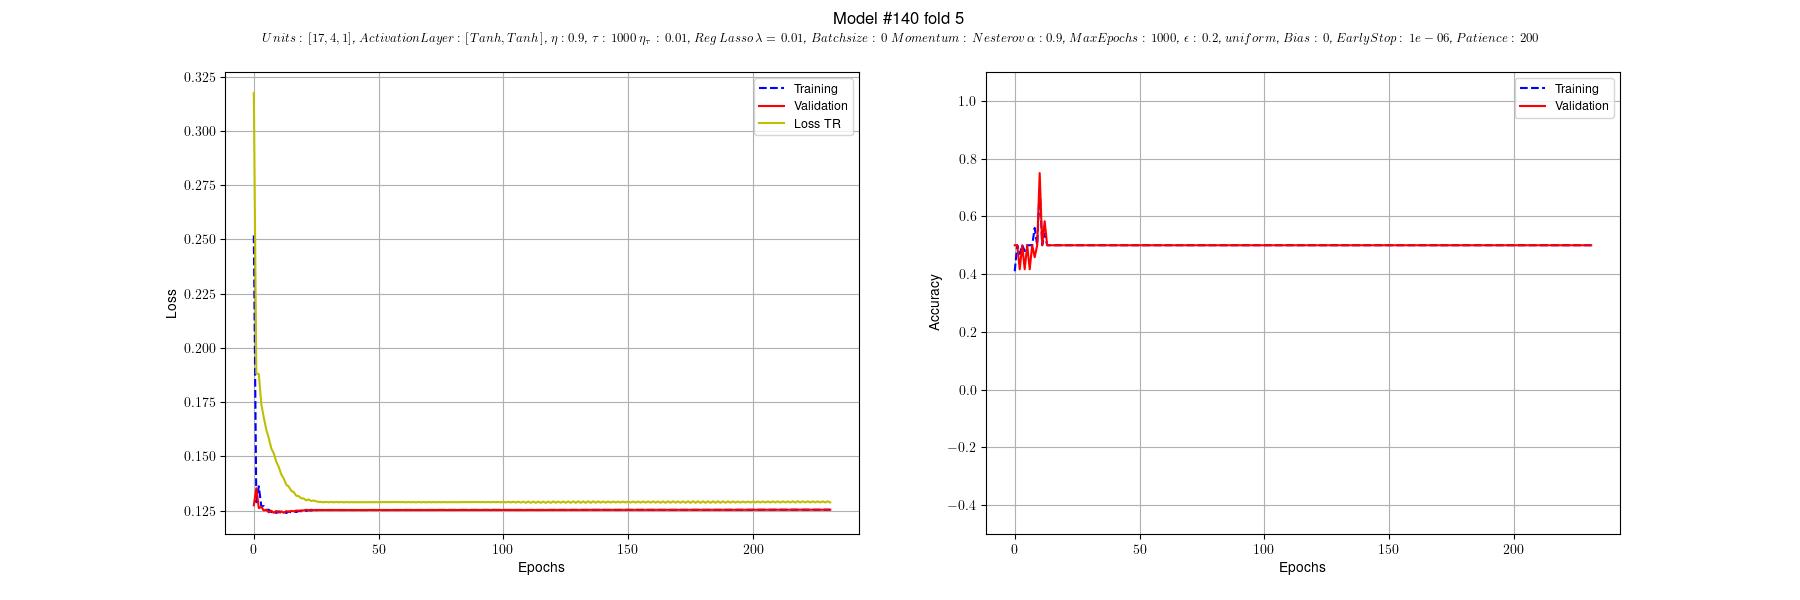 Model #140 fold 5
Units : [17, 4, 1], ActivationLayer : [Tanh, Tanh], η : 0.9, τ : 1000 ητ : 0.01, Reg Lasso λ = 0.01, Batchsize : 0 Momentum : Nesterov α : 0.9, MaxEpochs : 1000, ϵ : 0.2, uniform, Bias : 0, EarlyStop : 1e − 06, Patience : 200
0.325
0.300
0.275
0.250
0.225
0.200
0.175
0.150
0.125
Loss
Training
Validation
Loss TR
0 50 100 150 200
Epochs
1.0
0.8
0.6
0.4
0.2
0.0
−0.2
−0.4
Accuracy
Training
Validation
0 50 100 150 200
Epochs